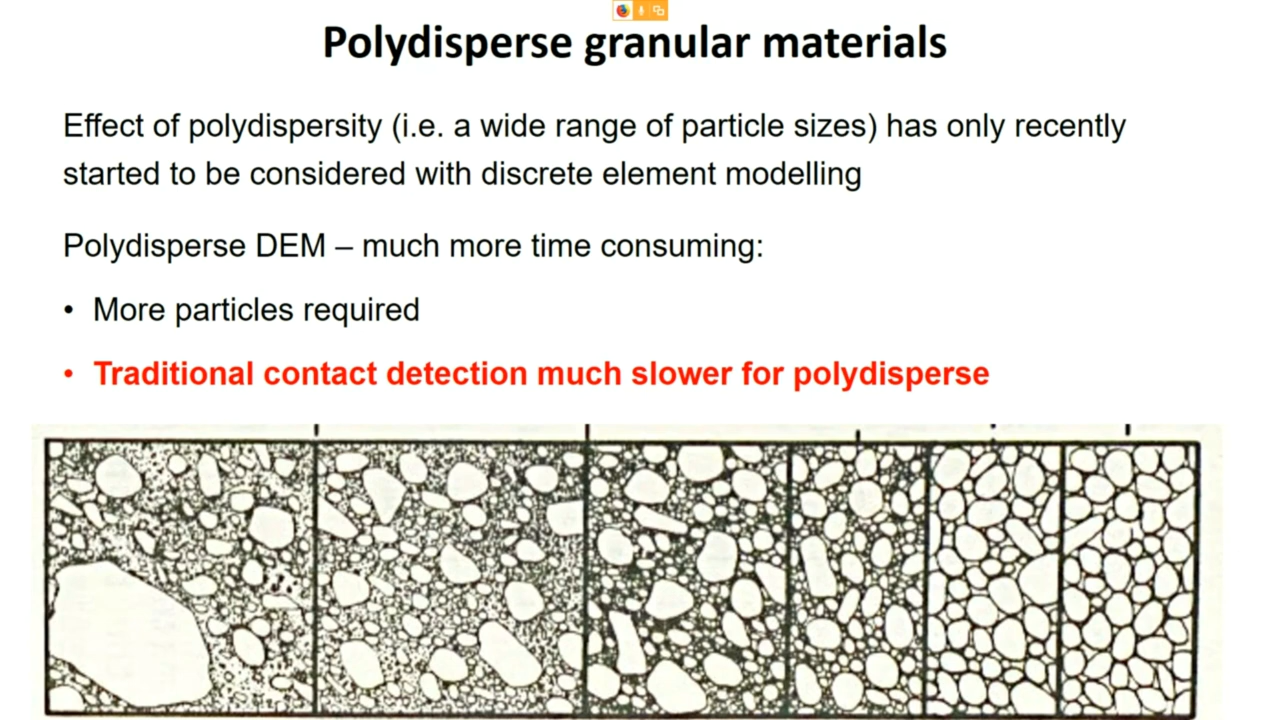 Polydisperse granular materials
Effect of polydispersity (i.e. a wide range of particle sizes) has only recently
started to be considered with discrete element modelling
Polydisperse DEM – much more time consuming:
• More particles required
• Traditional contact detection much slower for polydisperse